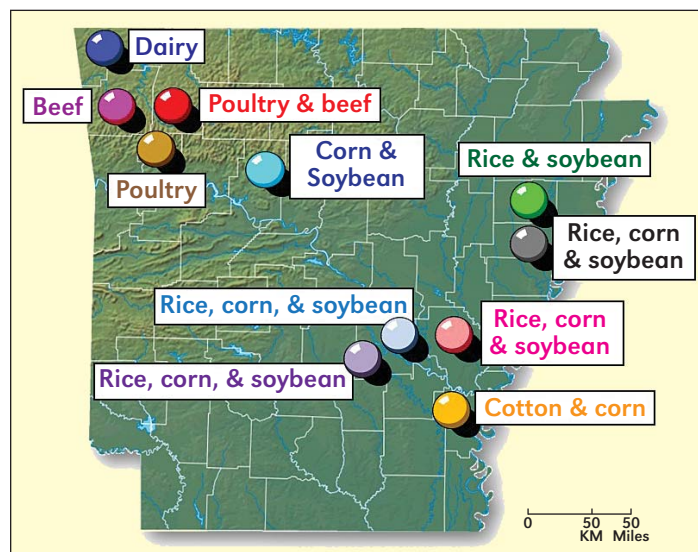 Dairy
Beef
Poultry & beef
Poultry
Corn &
Soybean
Rice & soybean
Rice, corn
& soybean
Rice, corn, & soybean
Rice, corn
& soybean
Rice, corn, & soybean
Cotton & corn
0 50 50
KM Miles